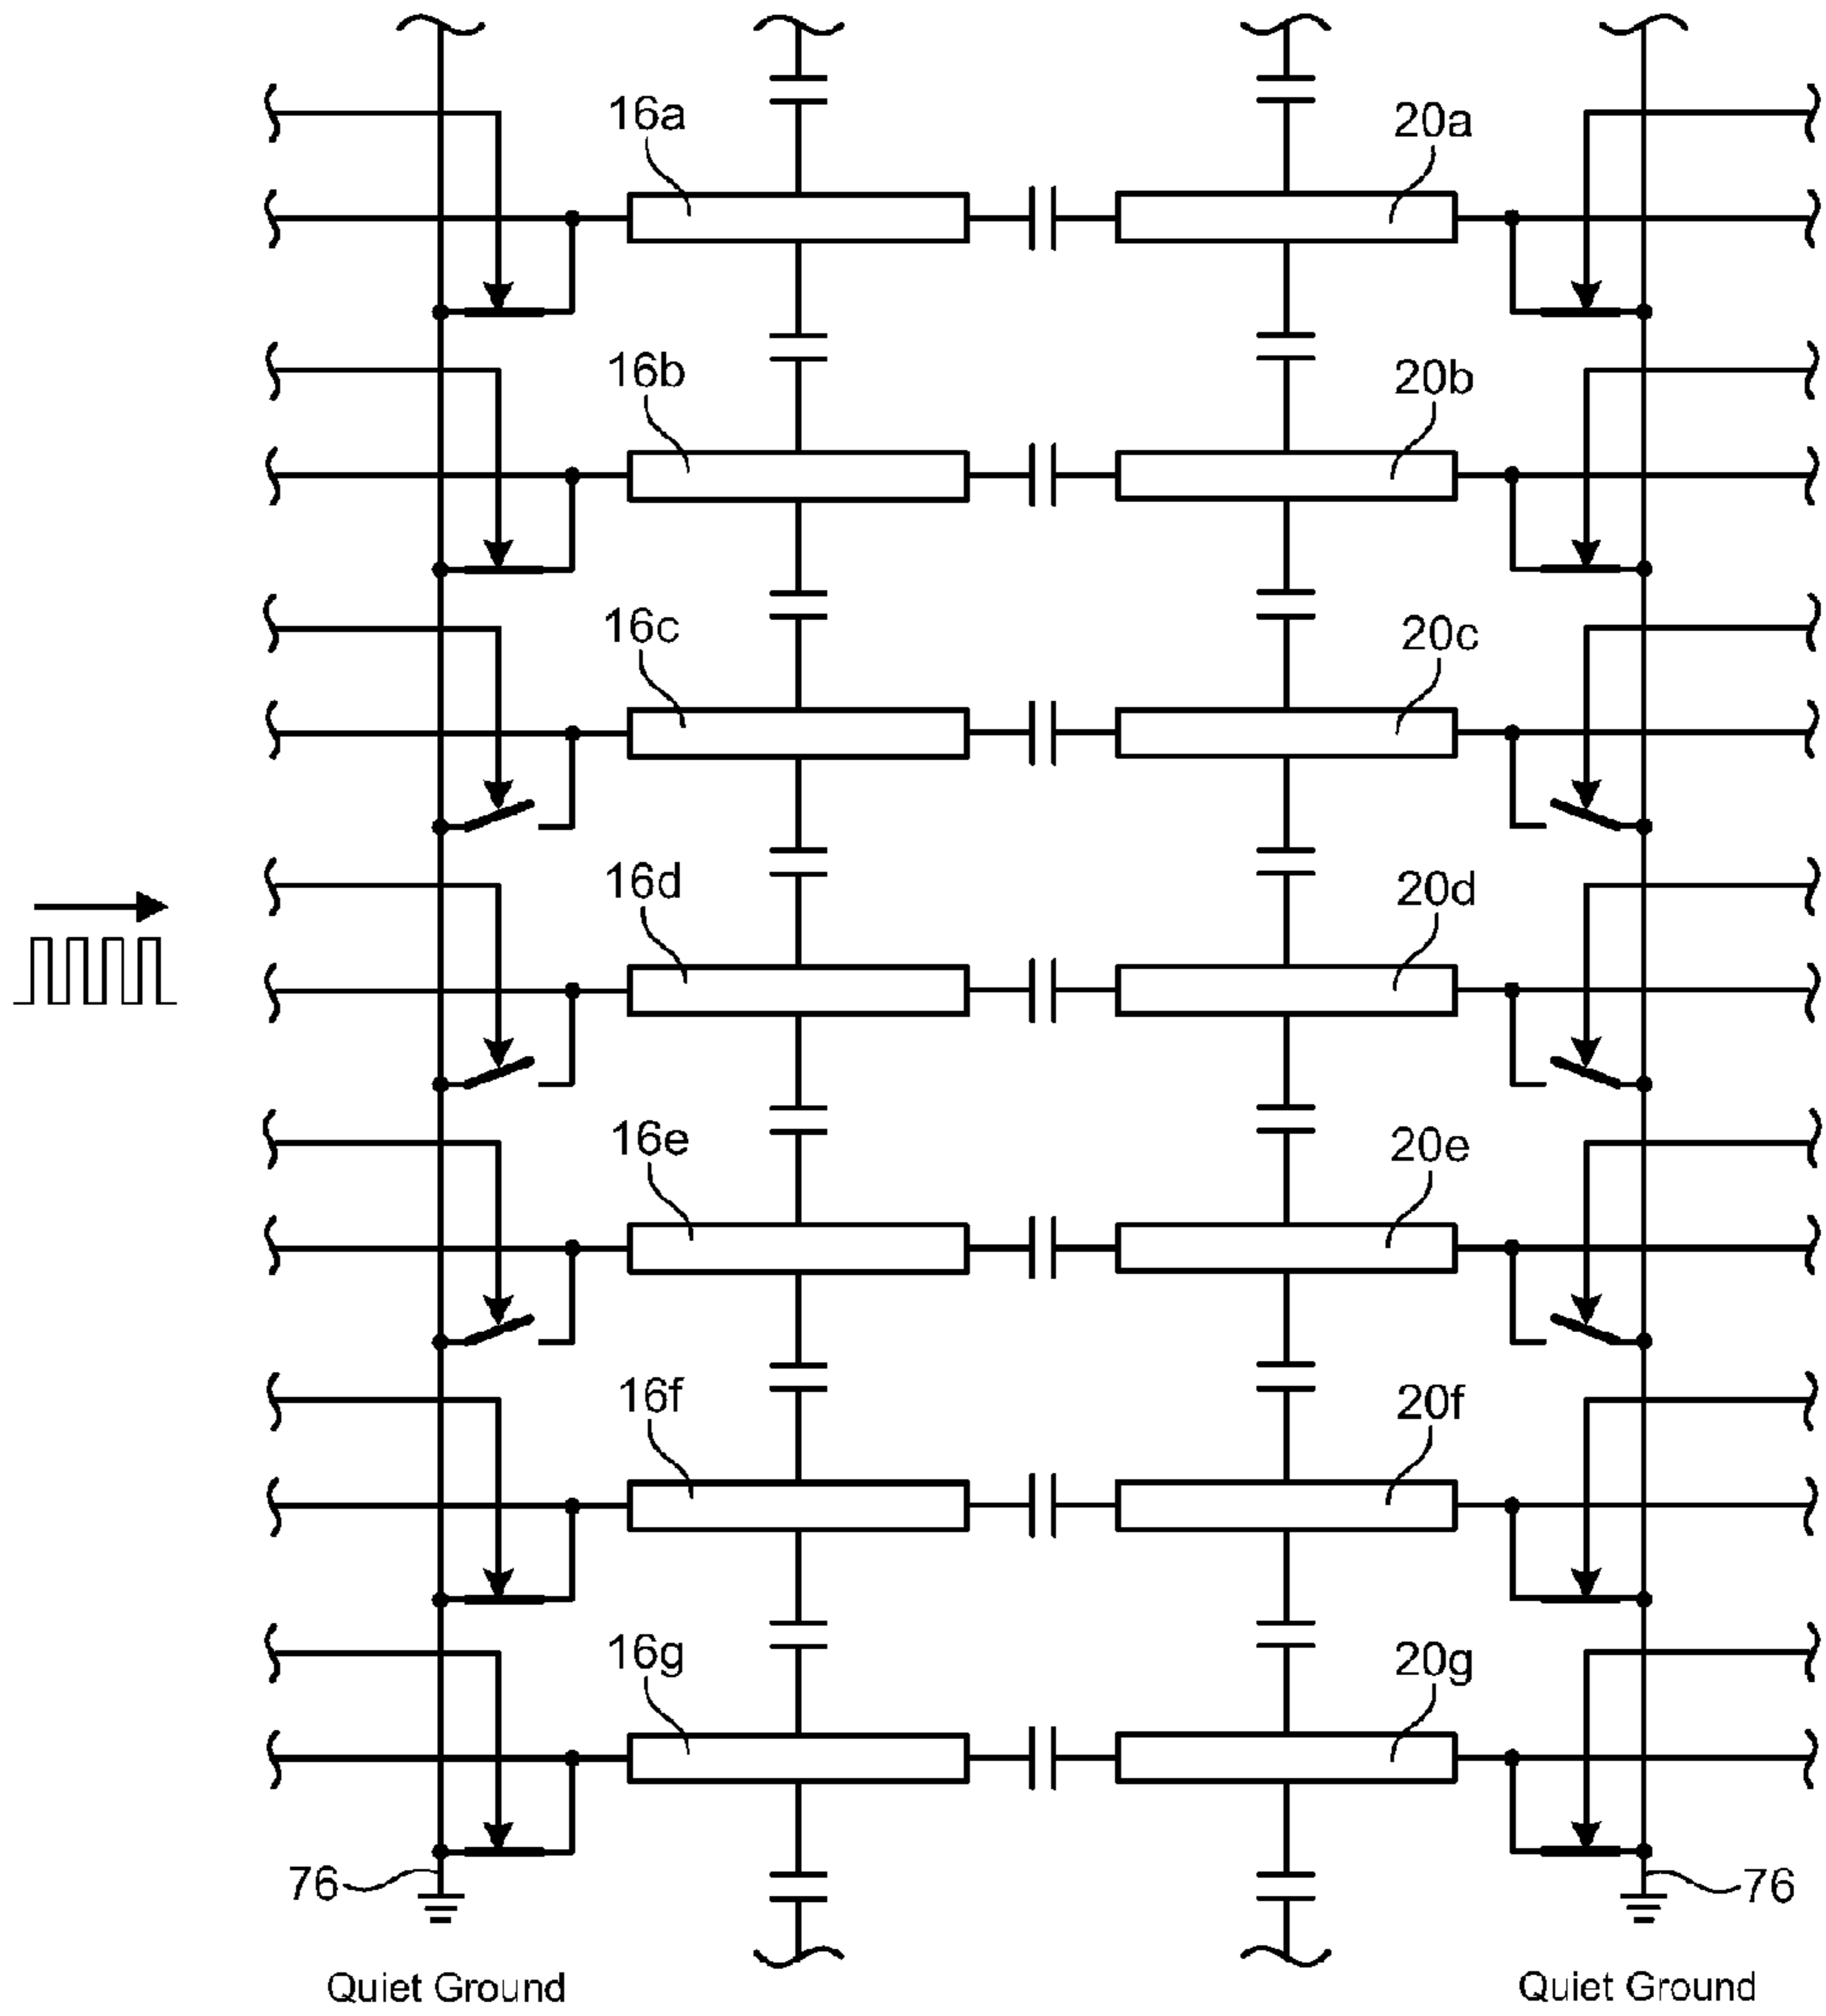 16a
20a
16b
20b
16c
20c
16d
20d
16e
20e
16f
20f
16g
20g
76
76
Quiet Ground
Quiet Ground